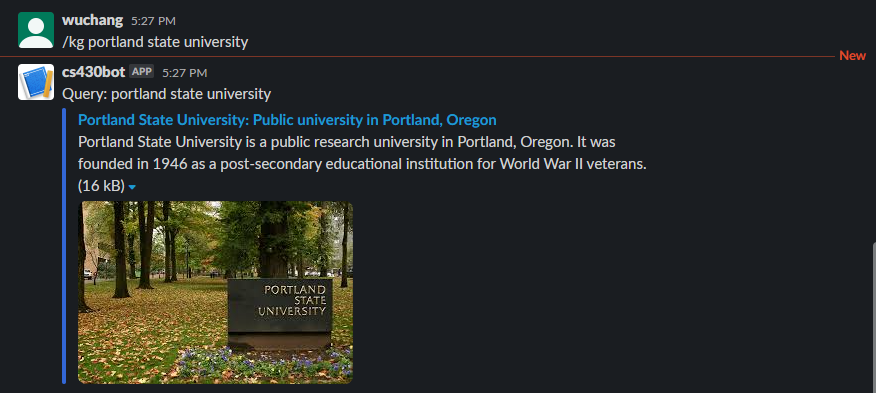 wuchang 5:27 PM
/kg portland state university
New
cs430bot APP 5:27 PM
Query: portland state university
Portland State University: Public university in Portland, Oregon
Portland State University is a public research university in Portland, Oregon. It was
founded in 1946 as a post-secondary educational institution for World War II veterans.
(16 kB)
PORTLAND
STATE
UNIVERSITY